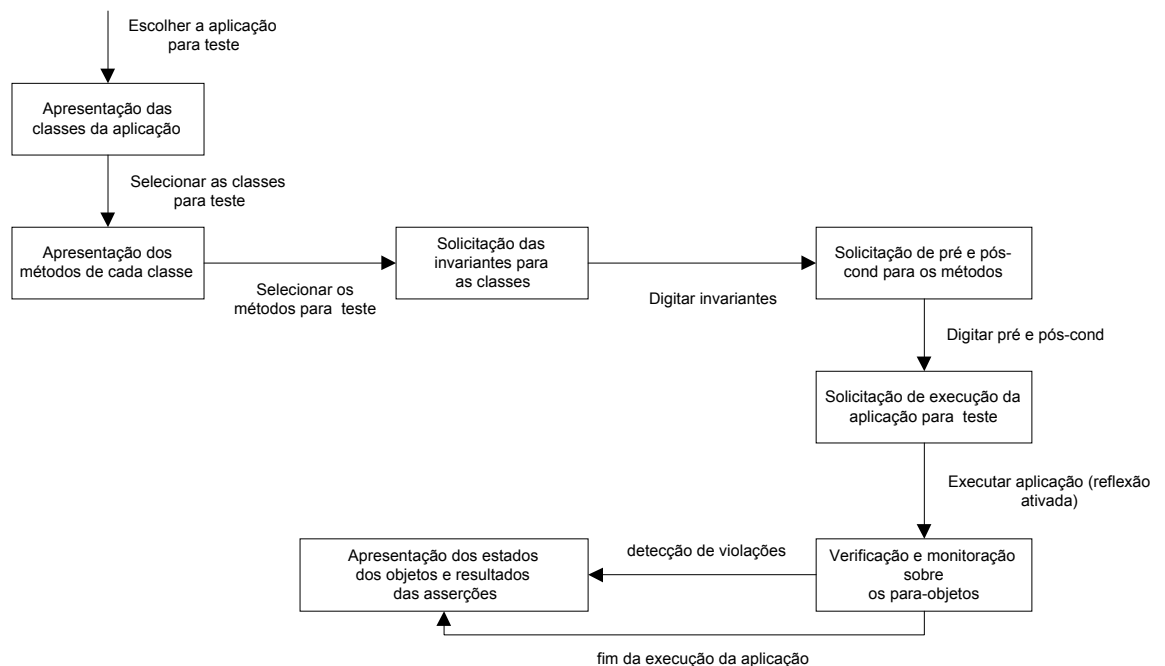 Escolher a aplicação
para teste
Apresentação das
classes da aplicação
Selecionar as classes
para teste
Apresentação dos
métodos de cada classe
Selecionar os
métodos para teste
Solicitação das
invariantes para
as classes
Digitar invariantes
Solicitação de pré e pós-
cond para os métodos
Digitar pré e pós-cond
Solicitação de execução da
aplicação para teste
Executar aplicação (reflexão
ativada)
Verificação e monitoração
sobre
os para-objetos
detecção de violações
Apresentação dos estados
dos objetos e resultados
das asserções
fim da execução da aplicação